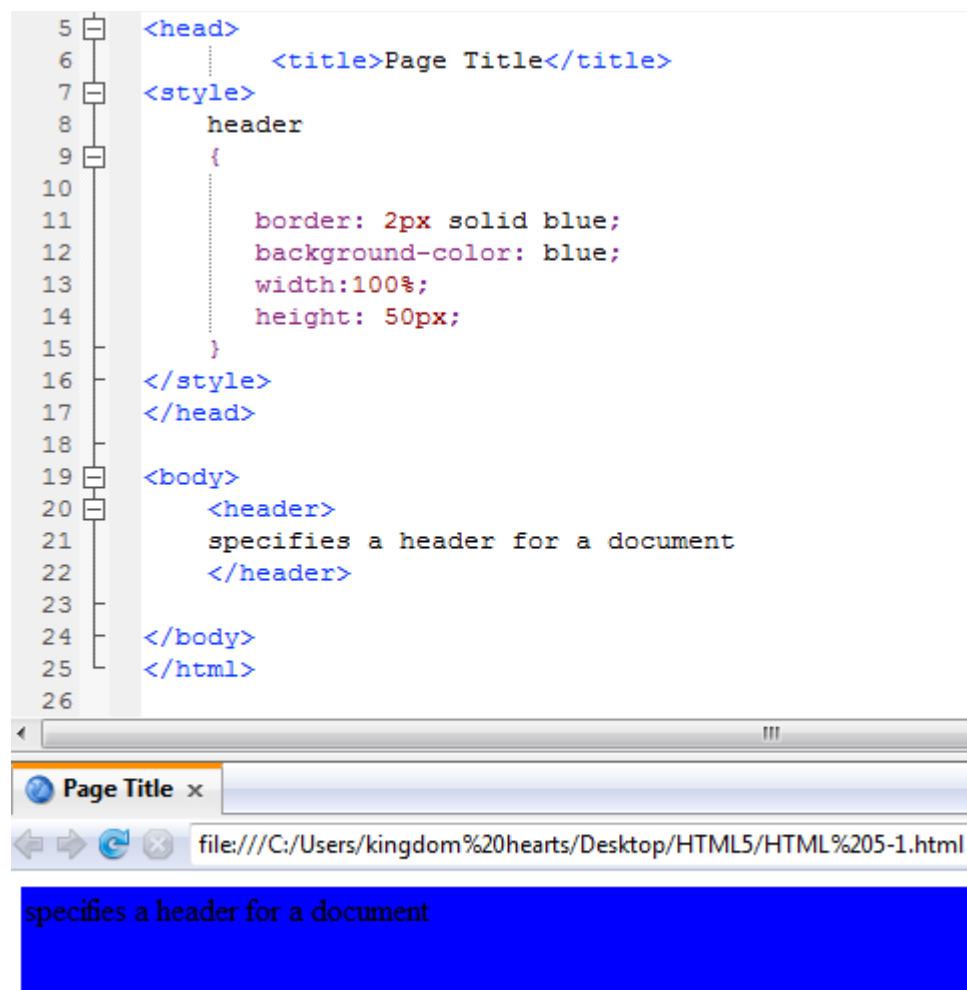 5 <head>
6 <title>Page Title</title>
7 <style>
8 header
9 {
10
11 border: 2px solid blue;
12 background-color: blue;
13 width:100%;
14 height: 50px;
15 }
16 </style>
17 </head>
18
19 <body>
20 <header>
21 specifies a header for a document
22 </header>
23
24 </body>
25 </html>
26
Page Title x
file:///C:/Users/kingdom%20hearts/Desktop/HTML5/HTML%205-1.html
specifies a header for a document